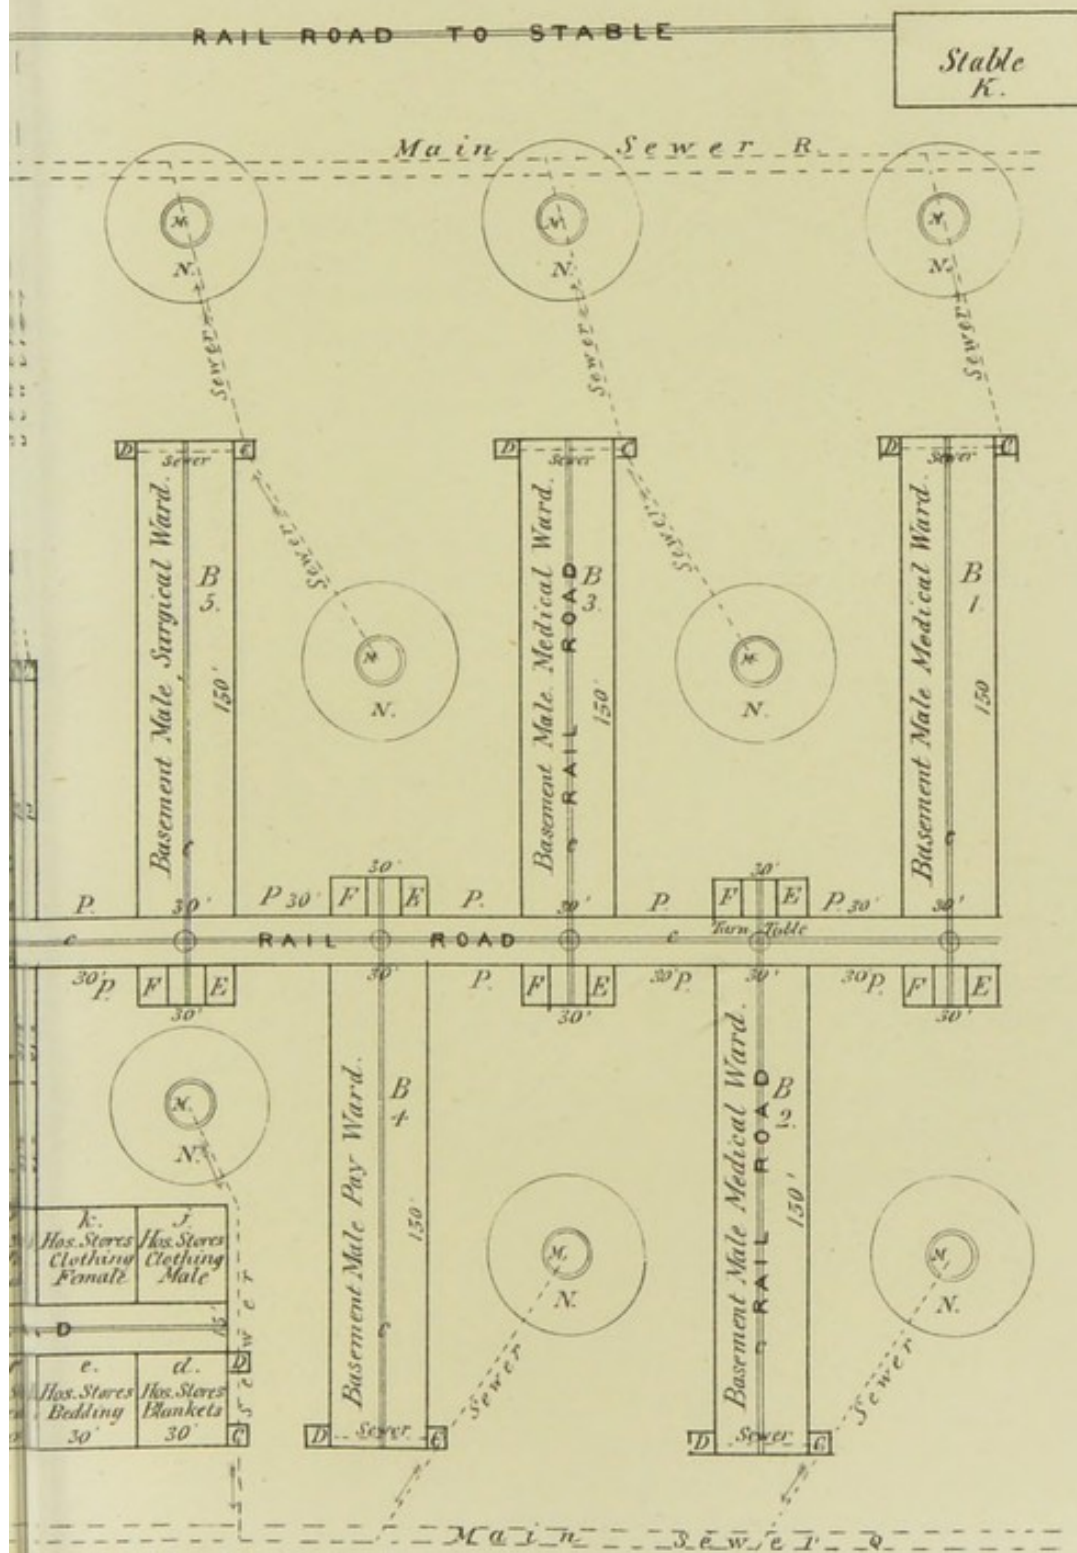 RAIL ROAD TO STABLE
Stable
K.
Main Sewer R.
M.
M.
M.
N.
N.
N.
Sewer
Sewer
Sewer
D
C
D
C
D
C
Sewer
Sewer
Sewer
Basement Male Surgical Ward.
B
5.
150'
Sewer
M.
N.
Basement Male Medical Ward.
RAIL ROAD
B
3.
150'
c
Sewer
M.
N.
Basement Male Medical Ward.
B
1.
150
c
c
P.
30'
P 30'
30'
F
E
P.
30'
P.
30'
F
E
P. 30'
30'
c
RAIL ROAD
c
Turn Table
30' P.
F
E
30'
30'
P.
F
E
30'
30' P.
30'
30 P.
F
E
30'
M.
N.
Basement Male Pay Ward.
B
4
150'
c
M.
N.
Basement Male Medical Ward.
RAIL ROAD
B
2.
150'
c
M.
N.
k.
Hos. Stores
Clothing
Female
j.
Hos. Stores
Clothing
Male
D
15'
Sewer
e.
Hos. Stores
Bedding
30'
d.
Hos. Stores
Blankets
30'
D
C
D
Sewer
C
Sewer
D
Sewer
C
Sewer
Main Sewer Q